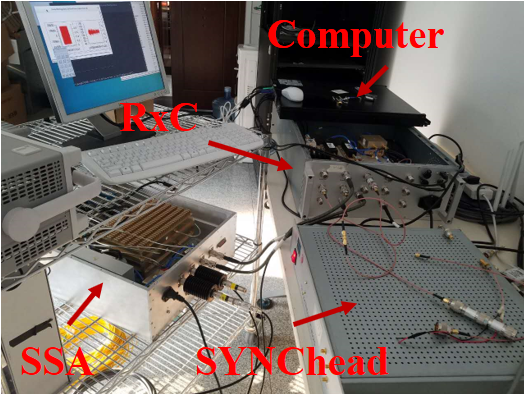 Computer
RxC
SSA
SYNChead